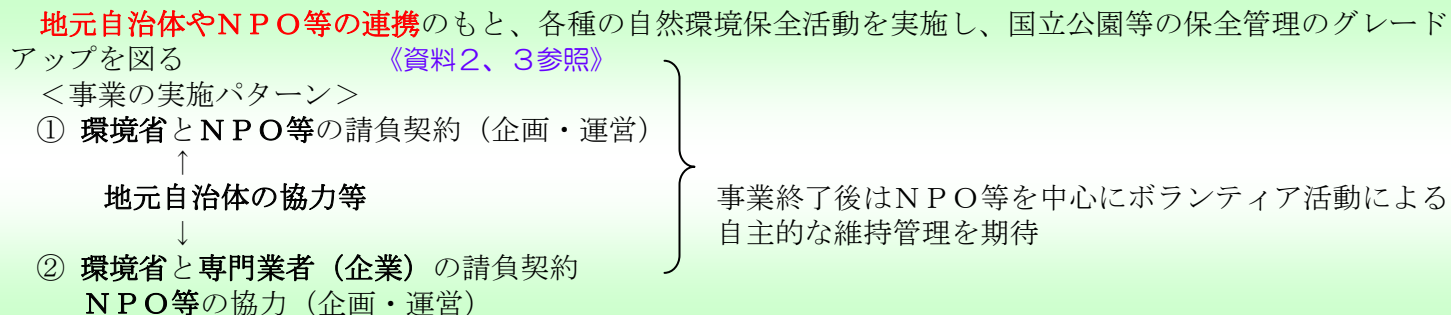 地元自治体やＮＰＯ等の連携のもと、各種の自然環境保全活動を実施し、国立公園等の保全管理のグレード
アップを図る　《資料２、３参照》
＜事業の実施パターン＞
① 環境省とＮＰＯ等の請負契約（企画・運営）
↑
地元自治体の協力等
↓
② 環境省と専門業者（企業）の請負契約
ＮＰＯ等の協力（企画・運営）
事業終了後はＮＰＯ等を中心にボランティア活動による
自主的な維持管理を期待